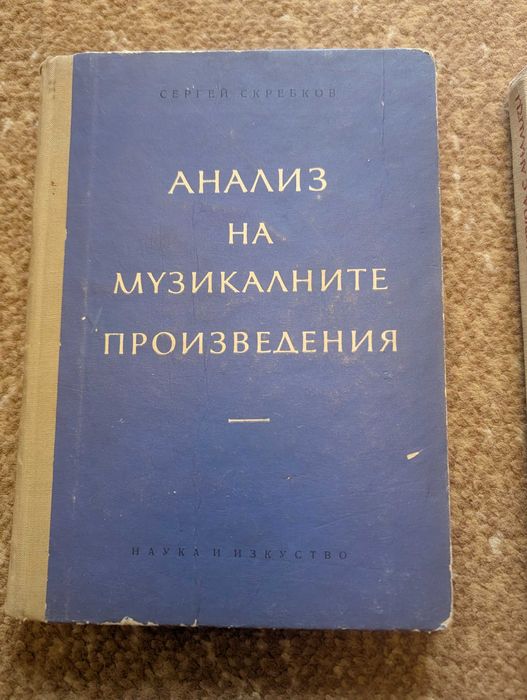 СЕРГЕЙ СКРЕБКОВ
АНАЛИЗ
НА
МУЗИКАЛНИТЕ
ПРОИЗВЕДЕНИЯ
НАУКА И ИЗКУСТВО